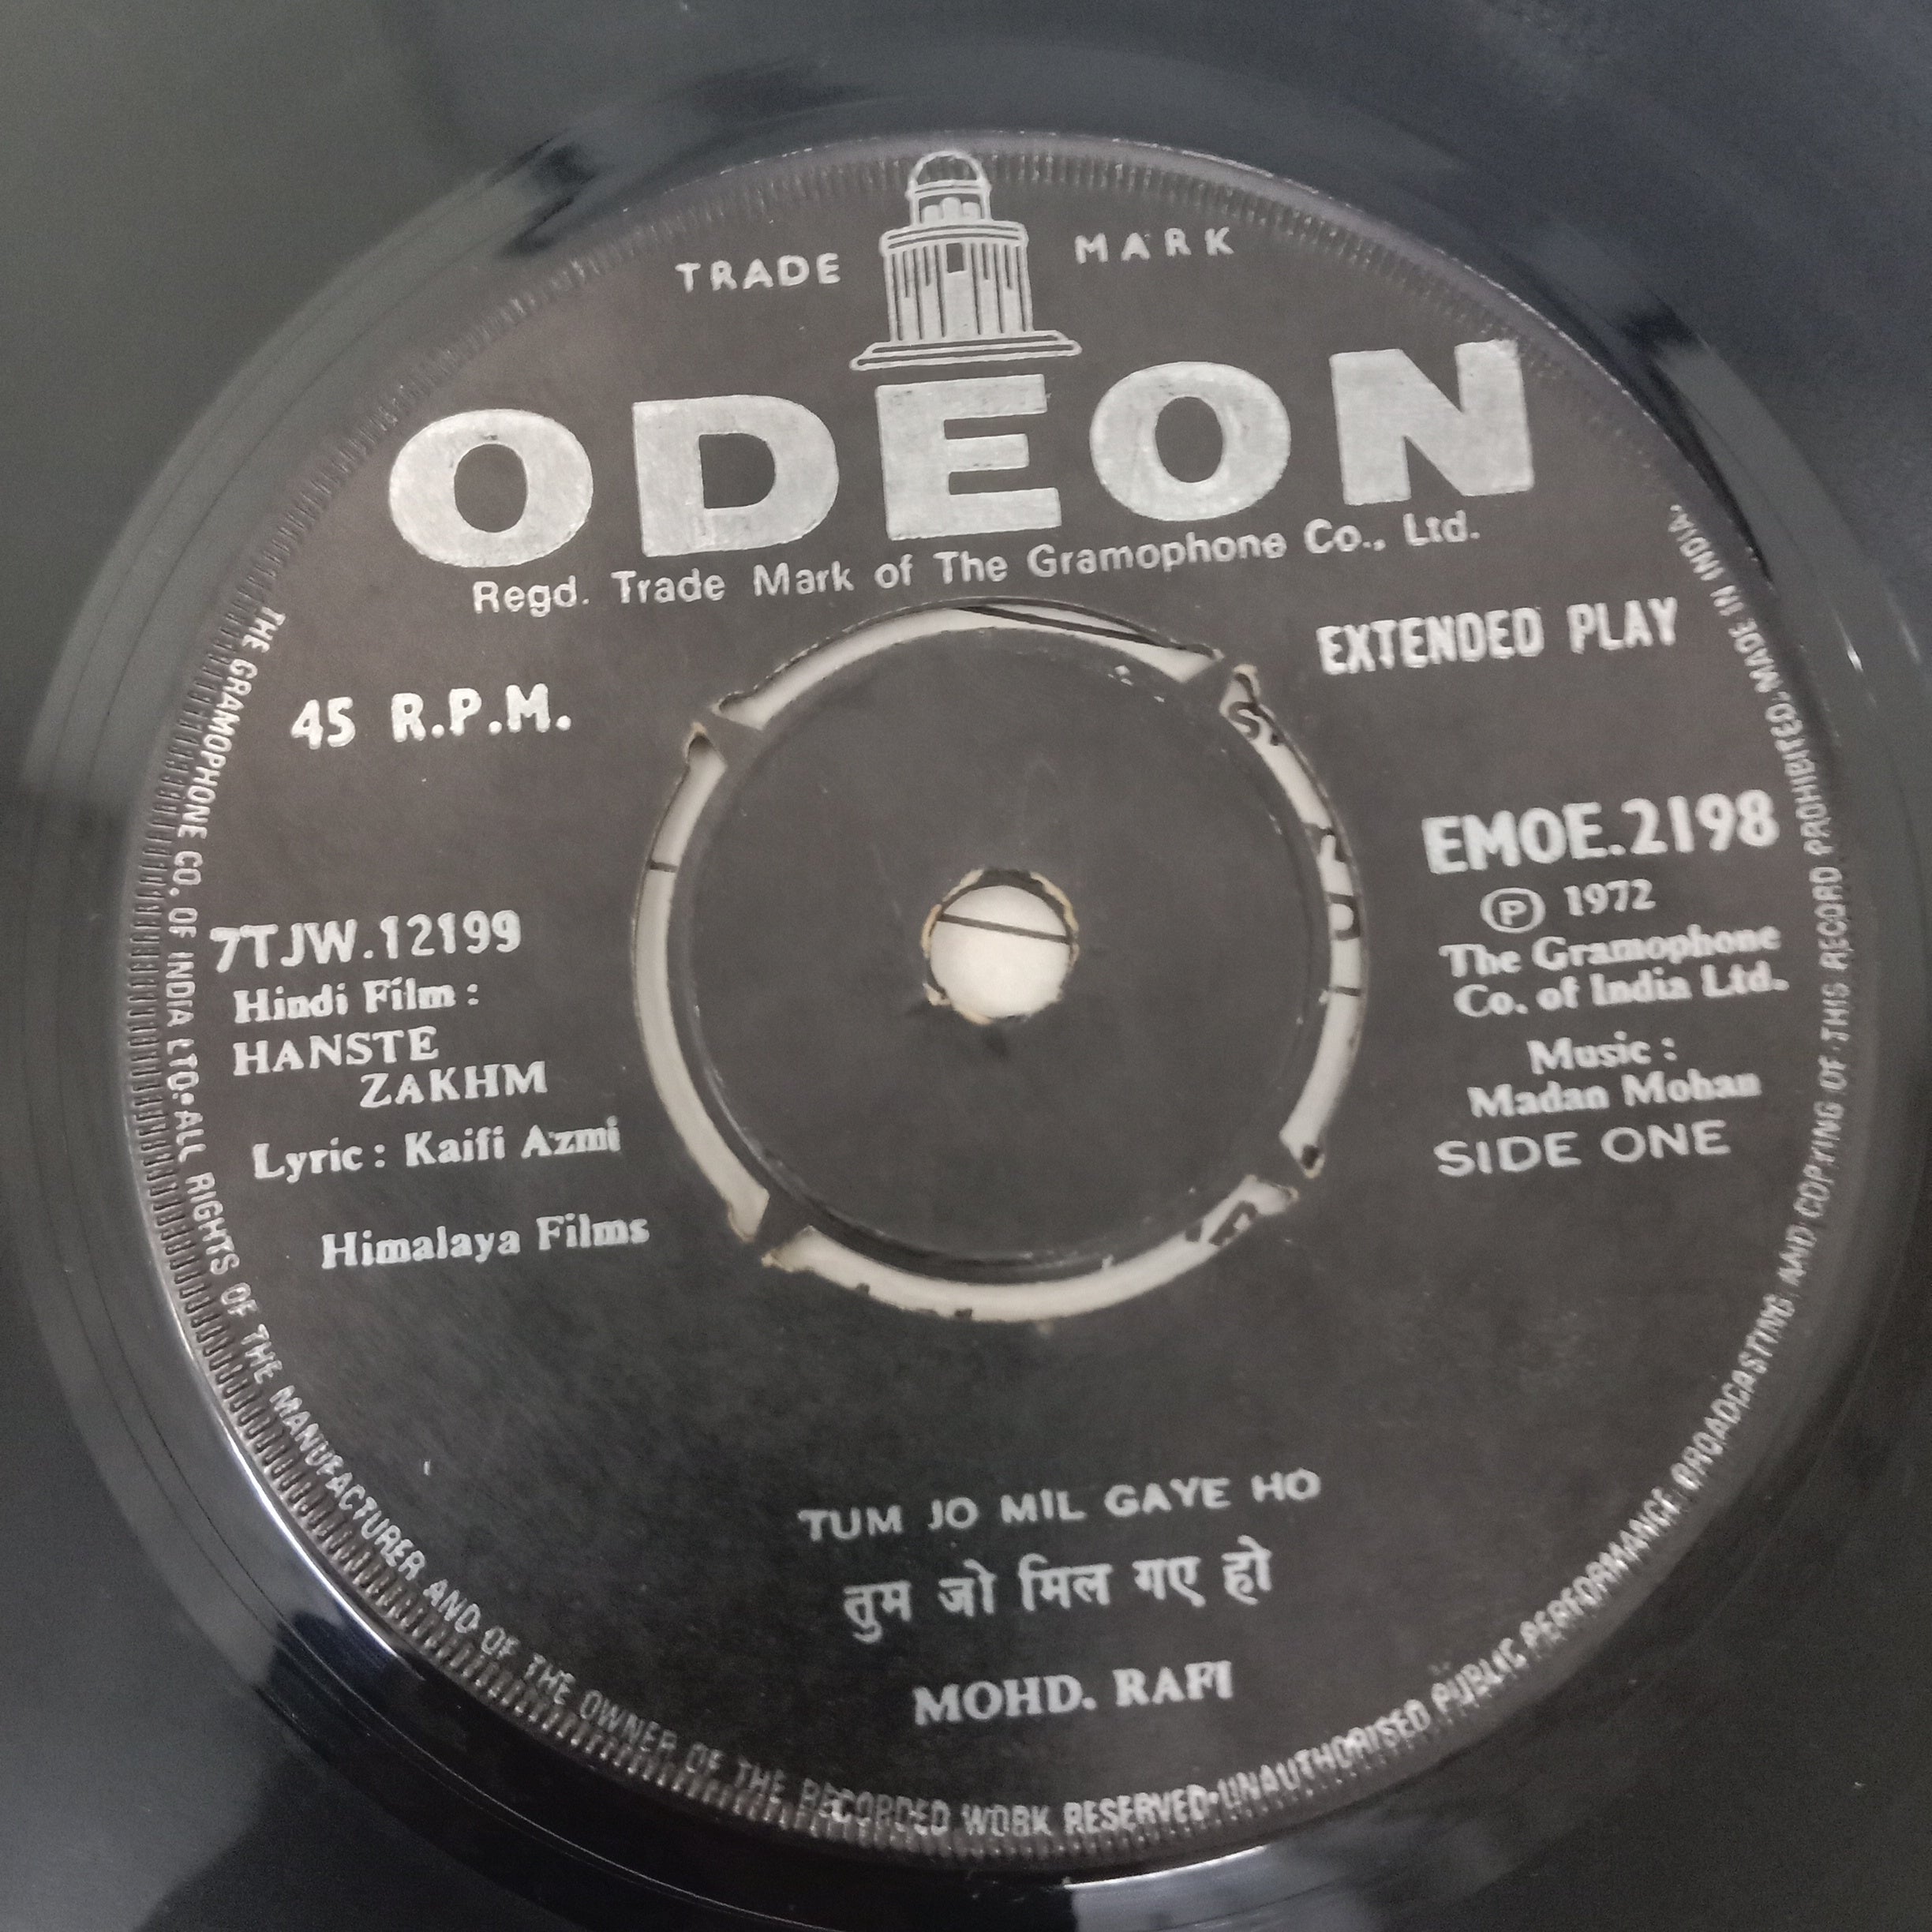 TRADE MARK
ODEON
Regd. Trade Mark of The Gramophone Co., Ltd.
45 R.P.M.
EXTENDED PLAY
7TJW.12199
Hindi Film :
HANSTE
ZAKHM
Lyric : Kaifi Azmi
Himalaya Films
EMOE.2198
Ⓟ 1972
The Gramophone
Co. of India Ltd.
Music :
Madan Mohan
SIDE ONE
TUM JO MIL GAYE HO
तुम जो मिल गए हो
MOHD. RAFI
THE GRAMOPHONE CO. OF INDIA LTD. ALL RIGHTS OF THE MANUFACTURER AND OF THE OWNER OF THE RECORDED WORK RESERVED. UNAUTHORISED PUBLIC PERFORMANCE BROADCASTING AND COPYING OF THIS RECORD PROHIBITED. MADE IN INDIA.